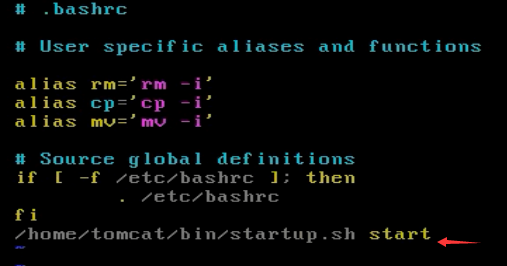 # .bashrc
# User specific aliases and functions
alias rm='rm -i'
alias cp='cp -i'
alias mv='mv -i'
# Source global definitions
if [ -f /etc/bashrc ]; then
        . /etc/bashrc
fi
/home/tomcat/bin/startup.sh start
~